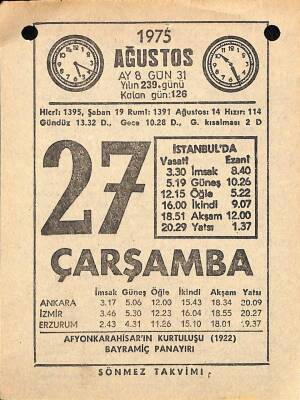 1975
AĞUSTOS
AY 8 GÜN 31
Yılın 239. günü
Kalan gün: 126
Hicri: 1395, Şaban 19 Rumi: 1391 Ağustos: 14 Hızır: 114
Gündüz 13.32 D., Gece 10.28 D., G. kısalması 2 D
27
İSTANBUL'DA
Vasati Ezani
3.30 İmsak 8.40
5.19 Güneş 10.26
12.15 Öğle 5.22
16.00 İkindi 9.07
18.51 Akşam 12.00
20.29 Yatsı 1.37
ÇARŞAMBA
İmsak Güneş Öğle İkindi Akşam Yatsı
ANKARA 3.17 5.06 12.00 15.43 18.34 20.09
İZMİR 3.46 5.30 12.23 16.04 18.55 20.27
ERZURUM 2.43 4.31 11.26 15.10 18.01 19.37
AFYONKARAHİSAR'IN KURTULUŞU (1922)
BAYRAMİÇ PANAYIRI
SÖNMEZ TAKVİMİ